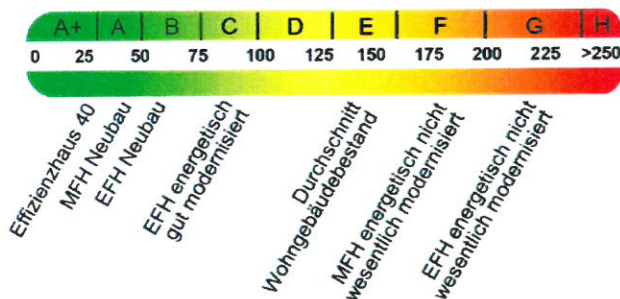 A+ A B C D E F G H
0 25 50 75 100 125 150 175 200 225 >250
Effizienzhaus 40
MFH Neubau
EFH Neubau
EFH energetisch
gut modernisiert
Durchschnitt
Wohngebäudebestand
MFH energetisch nicht
wesentlich modernisiert
EFH energetisch nicht
wesentlich modernisiert